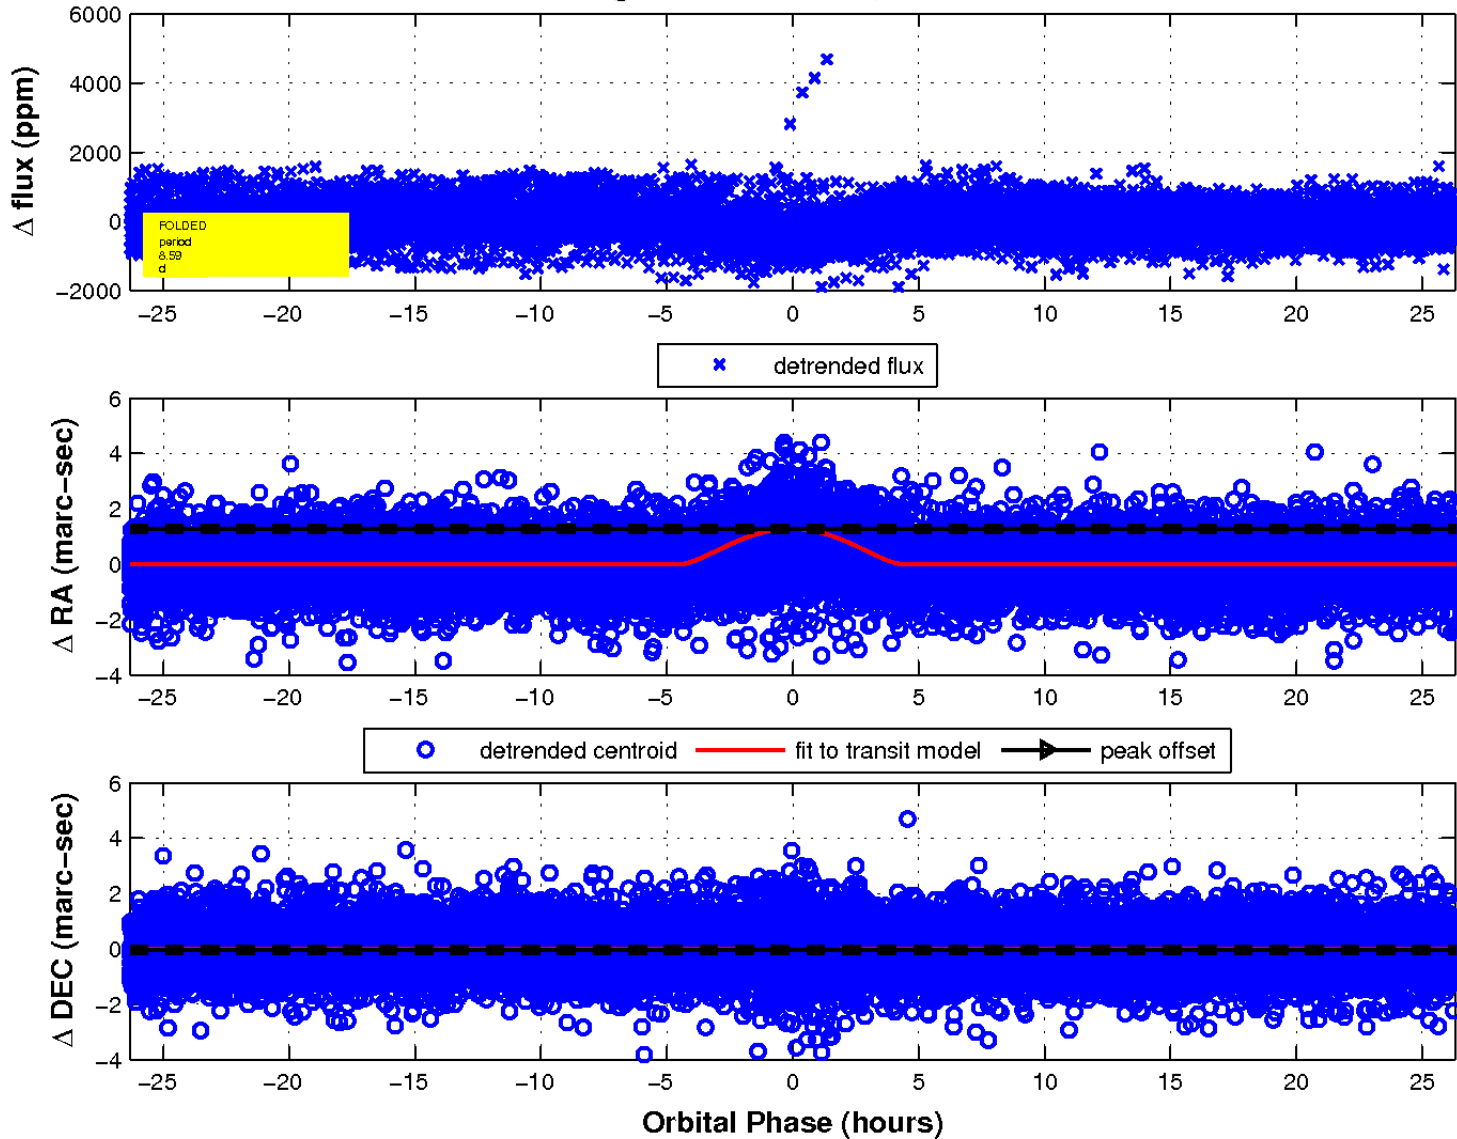 6000
4000
2000
0
−2000
Δ flux (ppm)
FOLDED
period
8.59
d
−25 −20 −15 −10 −5 0 5 10 15 20 25
detrended flux
6
4
2
0
−2
−4
Δ RA (marc−sec)
−25 −20 −15 −10 −5 0 5 10 15 20 25
detrended centroid fit to transit model peak offset
6
4
2
0
−2
−4
Δ DEC (marc−sec)
−25 −20 −15 −10 −5 0 5 10 15 20 25
Orbital Phase (hours)